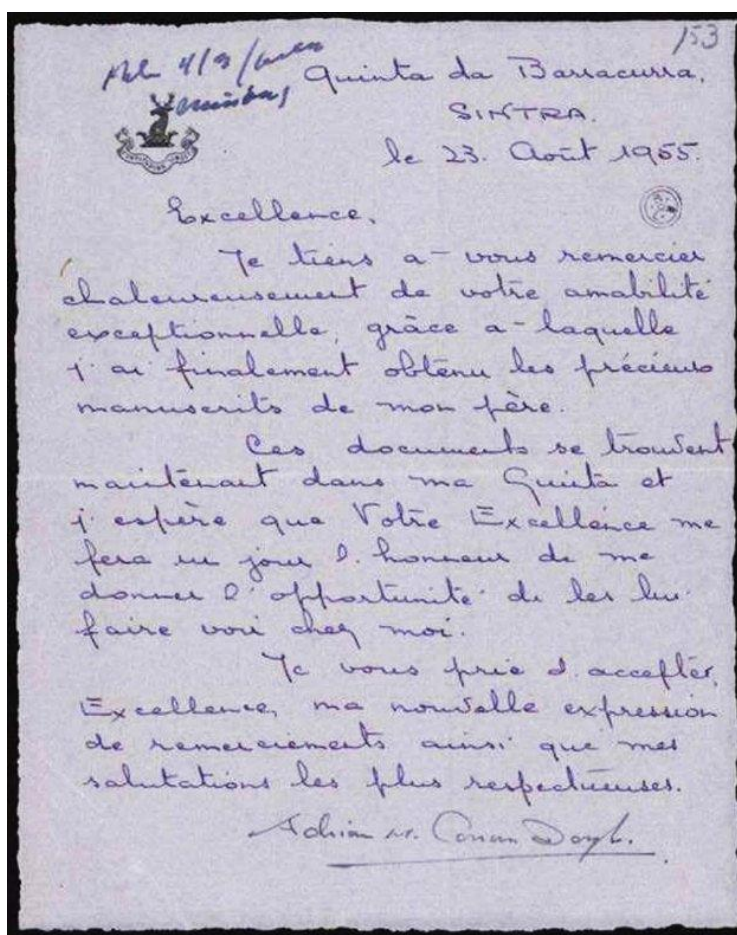 153
Quinta da Barracurra,
SINTRA.
le 23. Août 1955.
Excellence,
Je tiens a- vous remercier
chaleureusement de votre amabilité
exceptionnelle, grâce a- laquelle
j'ai finalement obtenu les précieux
manuscrits de mon père.
Ces documents se trouvent
maintenant dans ma Quinta et
j'espère que Votre Excellence me
fera un jour l'honneur de me
donner l'opportunité de les lui
faire voir chez moi.
Je vous prie d'accepter,
Excellence, ma nouvelle expression
de remerciements ainsi que mes
salutations les plus respectueuses.
Adrian M. Conan Doyle.